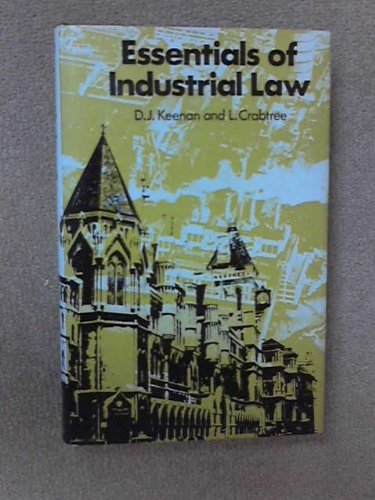 Essentials of
Industrial Law
D.J. Keenan and L. Crabtree